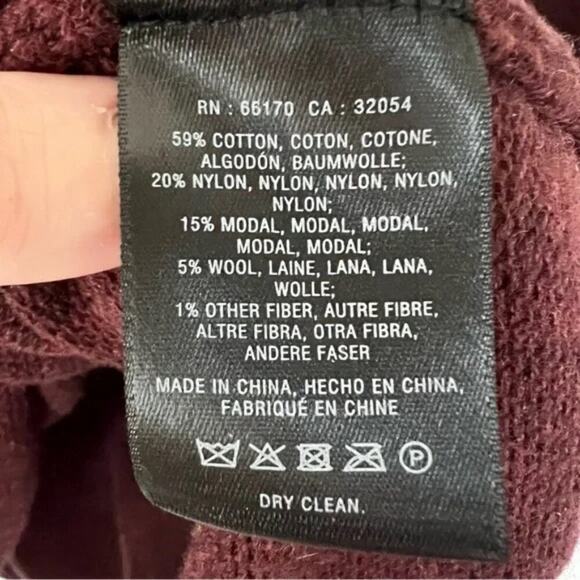 RN : 66170 CA : 32054
59% COTTON, COTON, COTONE,
ALGODÓN, BAUMWOLLE;
20% NYLON, NYLON, NYLON, NYLON,
NYLON;
15% MODAL, MODAL, MODAL,
MODAL, MODAL;
5% WOOL, LAINE, LANA, LANA,
WOLLE;
1% OTHER FIBER, AUTRE FIBRE,
ALTRE FIBRA, OTRA FIBRA,
ANDERE FASER
MADE IN CHINA, HECHO EN CHINA,
FABRIQUÉ EN CHINE
P
DRY CLEAN.